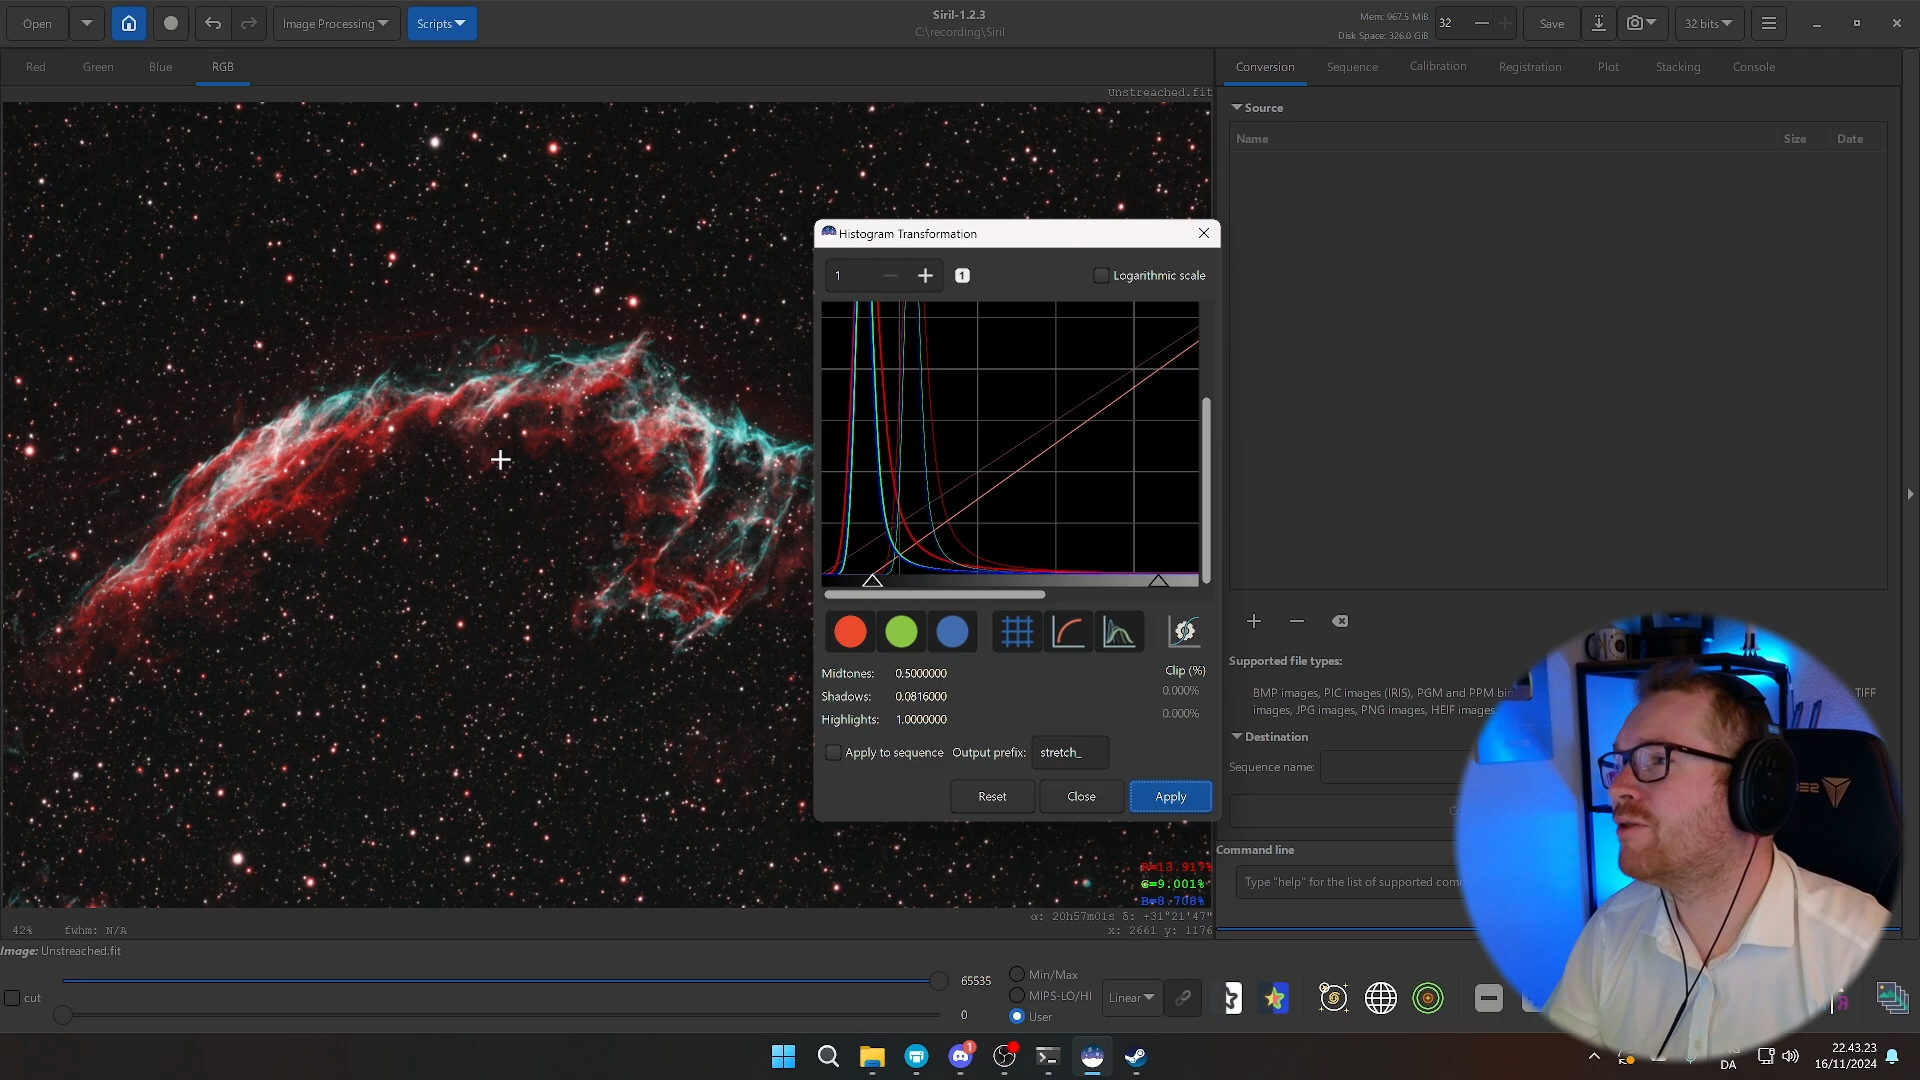 Open
Image Processing
Scripts
Siril-1.2.3
C:\recording\Siril
Mem: 967.5 MiB
Disk Space: 326.0 GiB
32
Save
32 bits
Red
Green
Blue
RGB
Conversion
Sequence
Calibration
Registration
Plot
Stacking
Console
Unstreached.fit
Source
Name
Size
Date
Histogram Transformation
1
1
Logarithmic scale
Midtones: 0.5000000
Shadows: 0.0816000
Highlights: 1.0000000
Clip (%)
0.000%
0.000%
Apply to sequence
Output prefix: stretch_
Reset
Close
Apply
Supported file types:
BMP images, PIC images (IRIS), PGM and PPM bin
TIFF
images, JPG images, PNG images, HEIF images
Destination
Sequence name:
Command line
Type "help" for the list of supported com
R=13.917%
G=9.001%
B=8.708%
α: 20h57m01s δ: +31°21'47"
x: 2661 y: 1176
42%
fwhm: N/A
Image: Unstreached.fit
cut
65535
0
Min/Max
MIPS-LO/HI
User
Linear
1
DA
22.43.23
16/11/2024